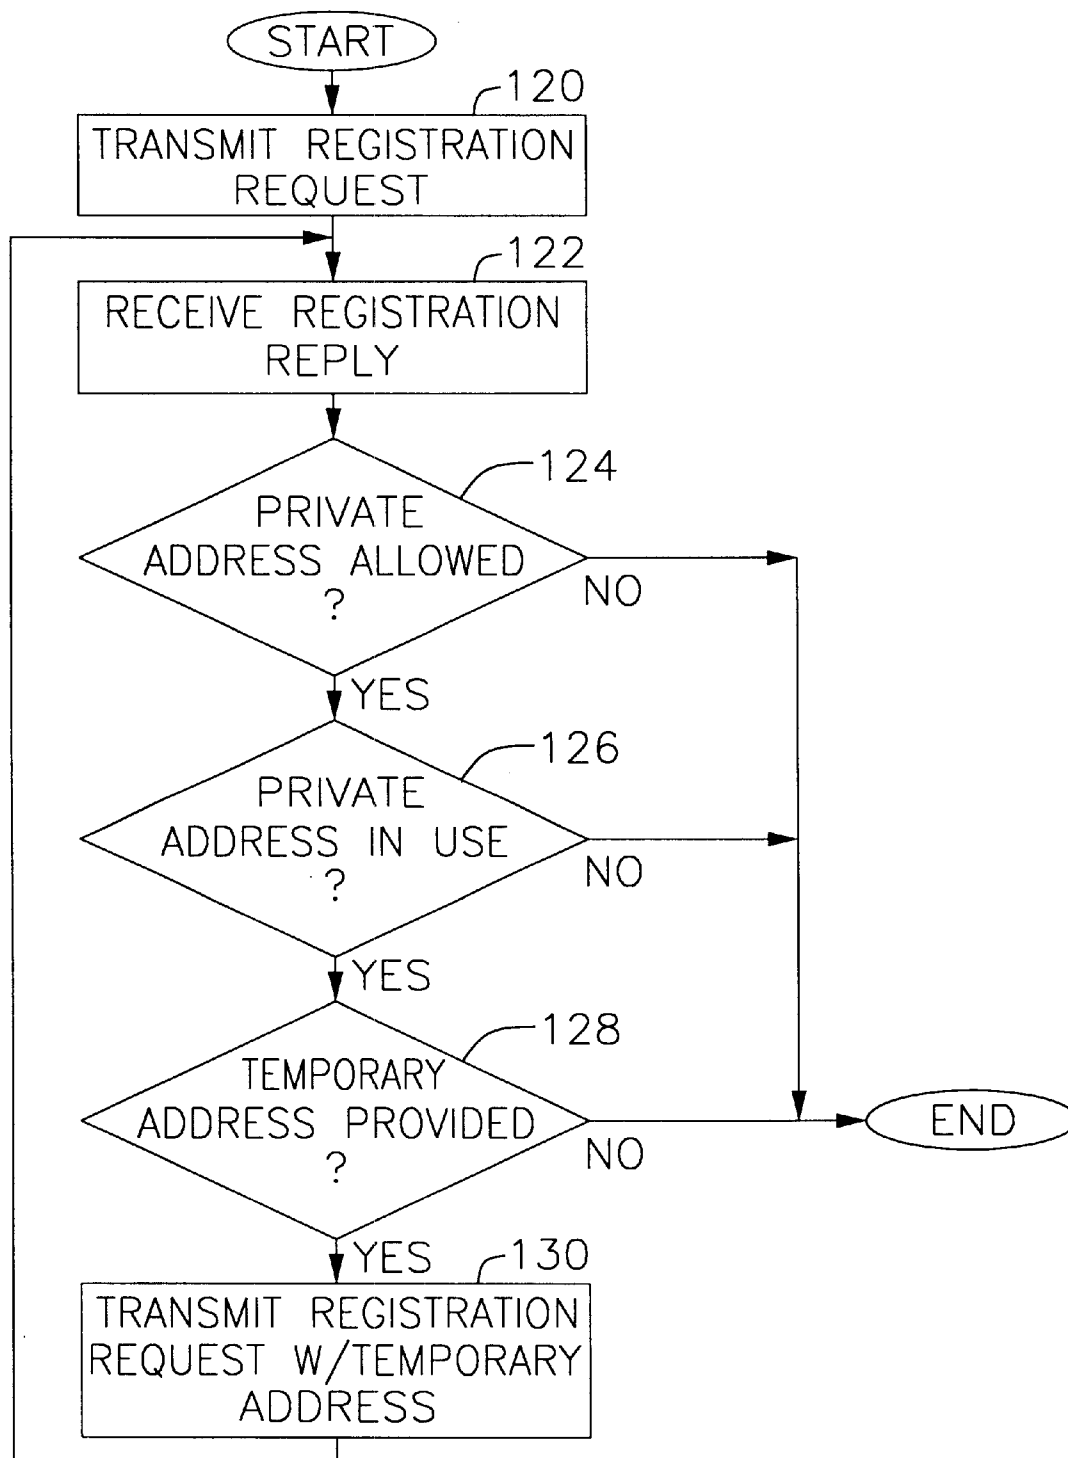 START
120
TRANSMIT REGISTRATION
REQUEST
122
RECEIVE REGISTRATION
REPLY
124
PRIVATE
ADDRESS ALLOWED
?
NO
YES
126
PRIVATE
ADDRESS IN USE
?
NO
YES
128
TEMPORARY
ADDRESS PROVIDED
?
NO
END
YES
130
TRANSMIT REGISTRATION
REQUEST W/TEMPORARY
ADDRESS